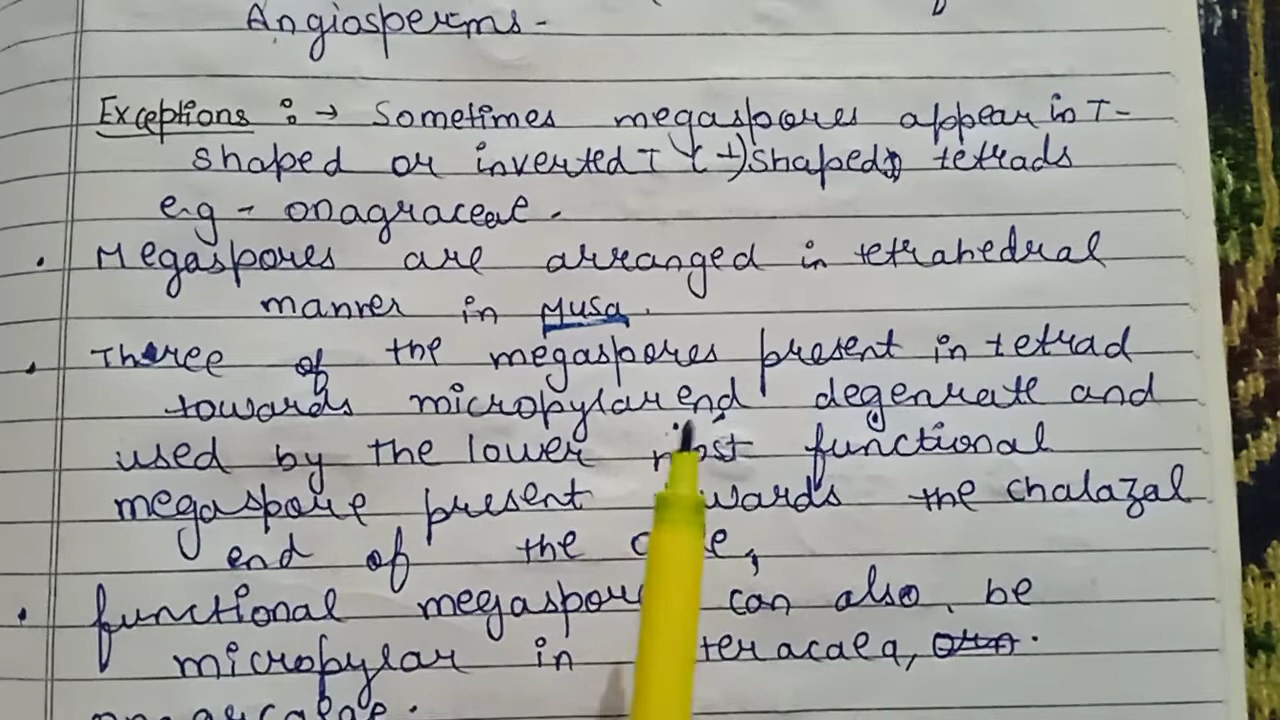 Angiosperms -
Exceptions : → Sometimes megaspores appear in T-
shaped or inverted T (⊥) shaped tetrads
e.g - onagraceae.
• Megaspores are arranged in tetrahedral
manner in Musa.
• Three of the megaspores present in tetrad
towards micropylar end degenrate and
used by the lower most functional
megaspore present the chalazal
end of the
• functional can also be
micropylar in